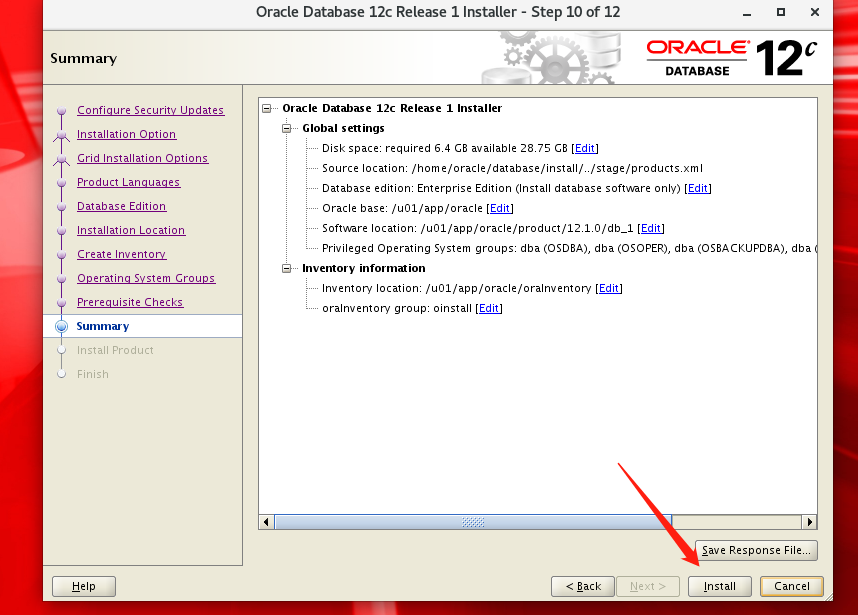 Oracle Database 12c Release 1 Installer - Step 10 of 12
Summary
ORACLE
DATABASE
12c
Configure Security Updates
Installation Option
Grid Installation Options
Product Languages
Database Edition
Installation Location
Create Inventory
Operating System Groups
Prerequisite Checks
Summary
Install Product
Finish
Oracle Database 12c Release 1 Installer
Global settings
Disk space: required 6.4 GB available 28.75 GB [Edit]
Source location: /home/oracle/database/install/../stage/products.xml
Database edition: Enterprise Edition (Install database software only) [Edit]
Oracle base: /u01/app/oracle [Edit]
Software location: /u01/app/oracle/product/12.1.0/db_1 [Edit]
Privileged Operating System groups: dba (OSDBA), dba (OSOPER), dba (OSBACKUPDBA), dba (
Inventory information
Inventory location: /u01/app/oracle/oraInventory [Edit]
oraInventory group: oinstall [Edit]
Save Response File...
Help
< Back
Next >
Install
Cancel